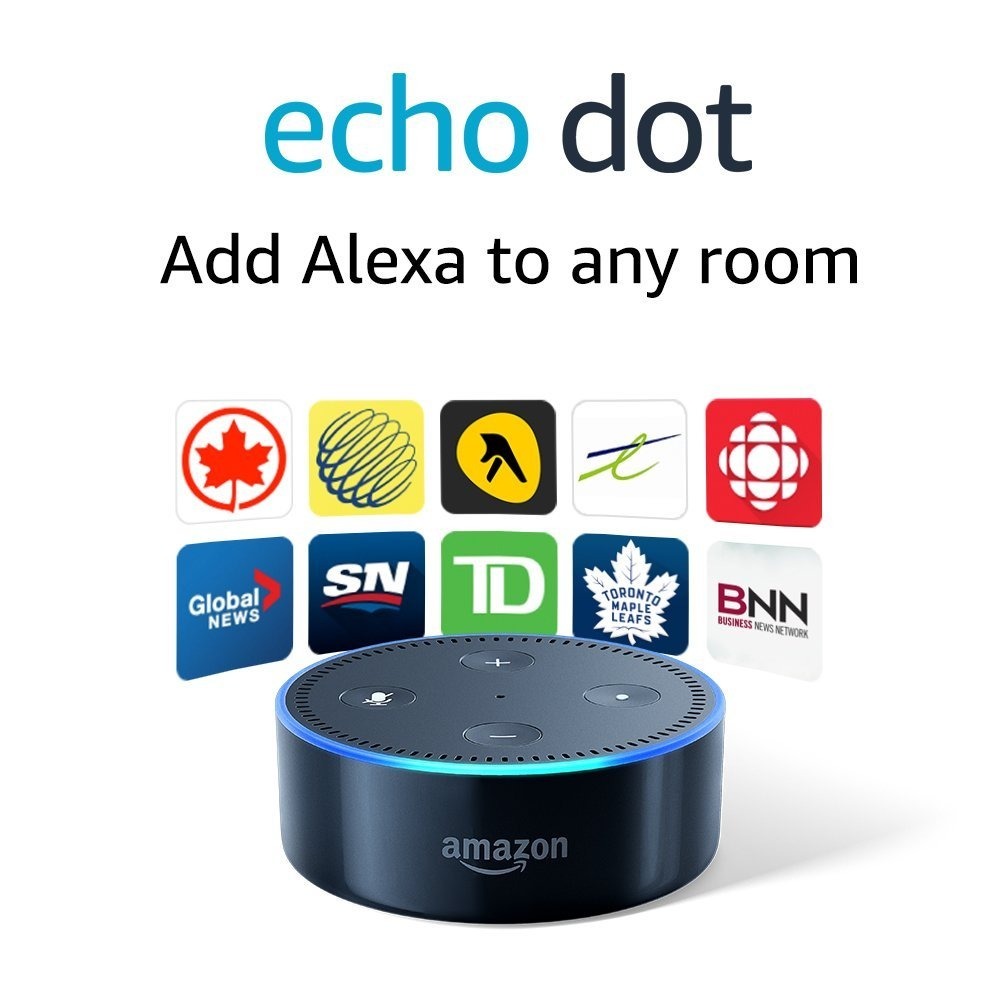 echo dot
Add Alexa to any room
Global
NEWS
SN
TD
TORONTO
MAPLE
LEAFS
BNN
BUSINESS NEWS NETWORK
amazon